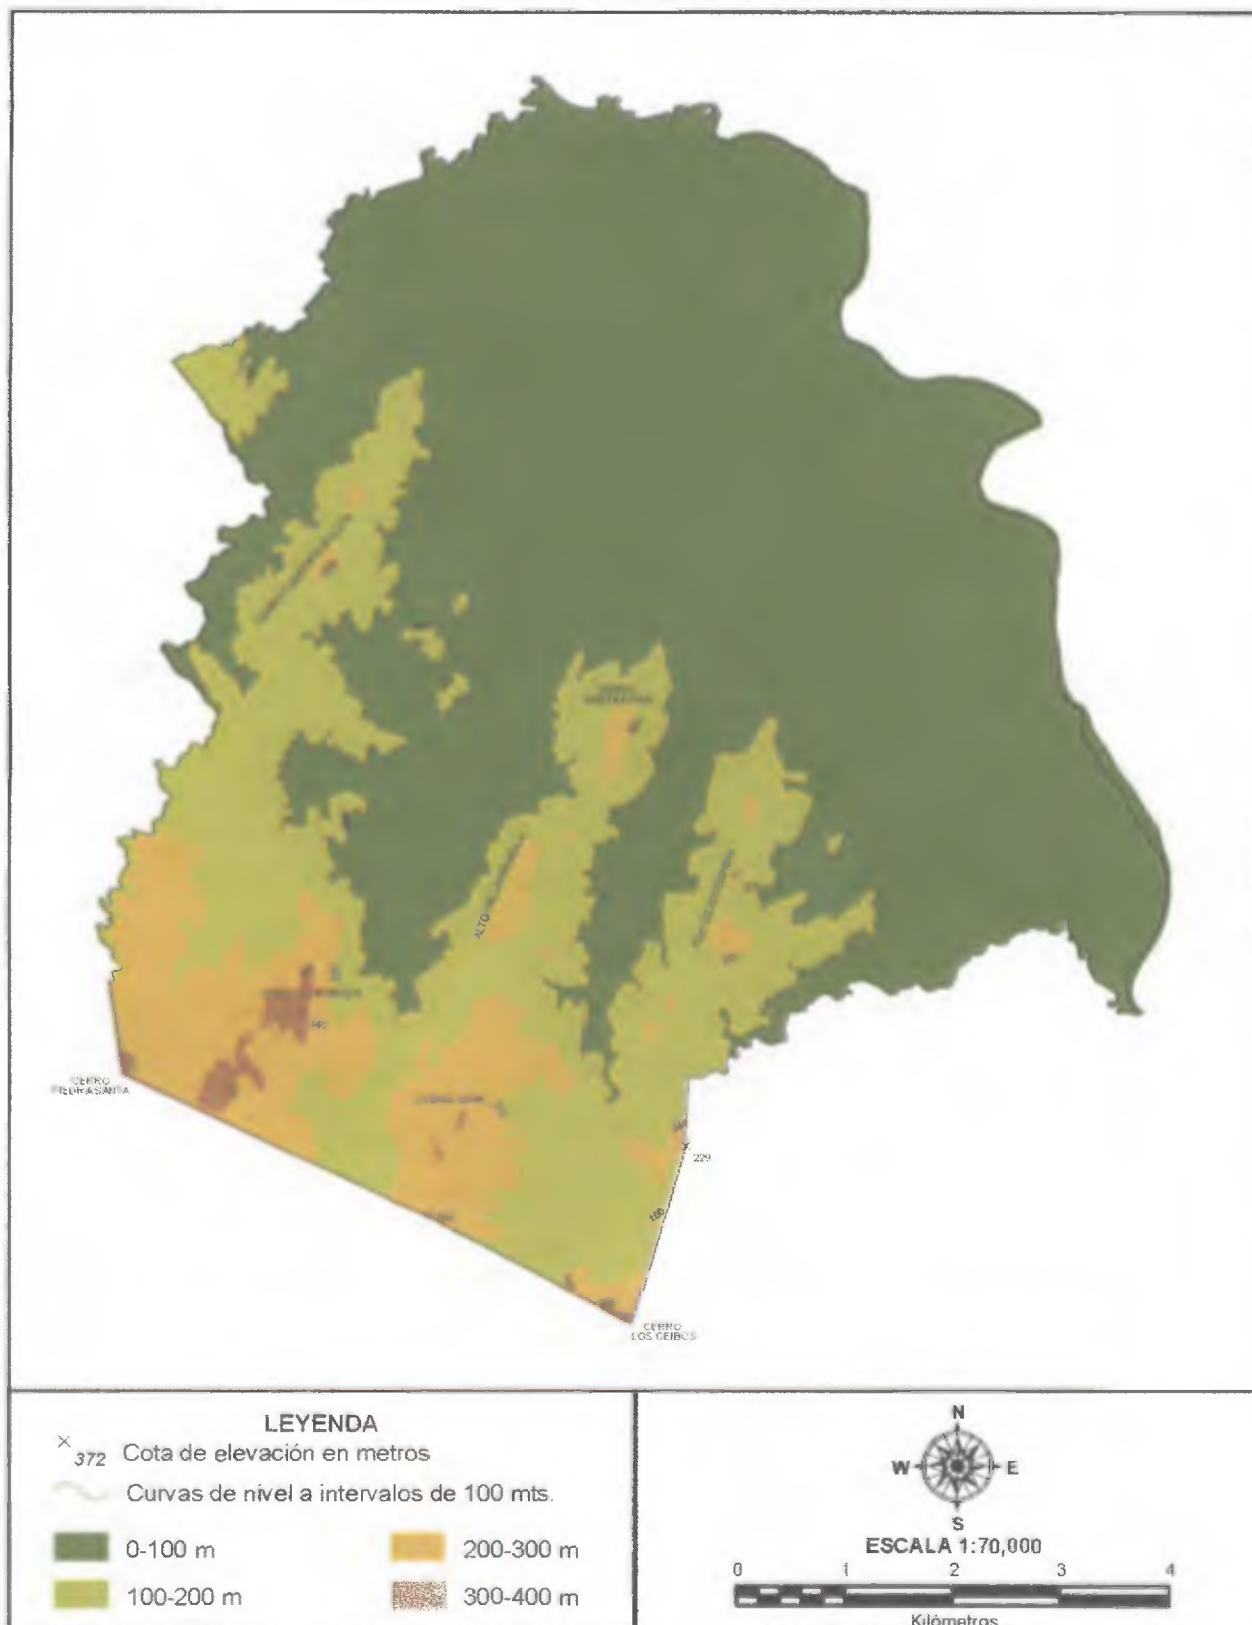 ALTO
CERRO
PIEDRA SANTA
229
100
CERRO
LOS CEIBOS
LEYENDA
372 Cota de elevación en metros
Curvas de nivel a intervalos de 100 mts.
0-100 m
200-300 m
100-200 m
300-400 m
N
W
E
S
ESCALA 1:70,000
0 1 2 3 4
Kilómetros